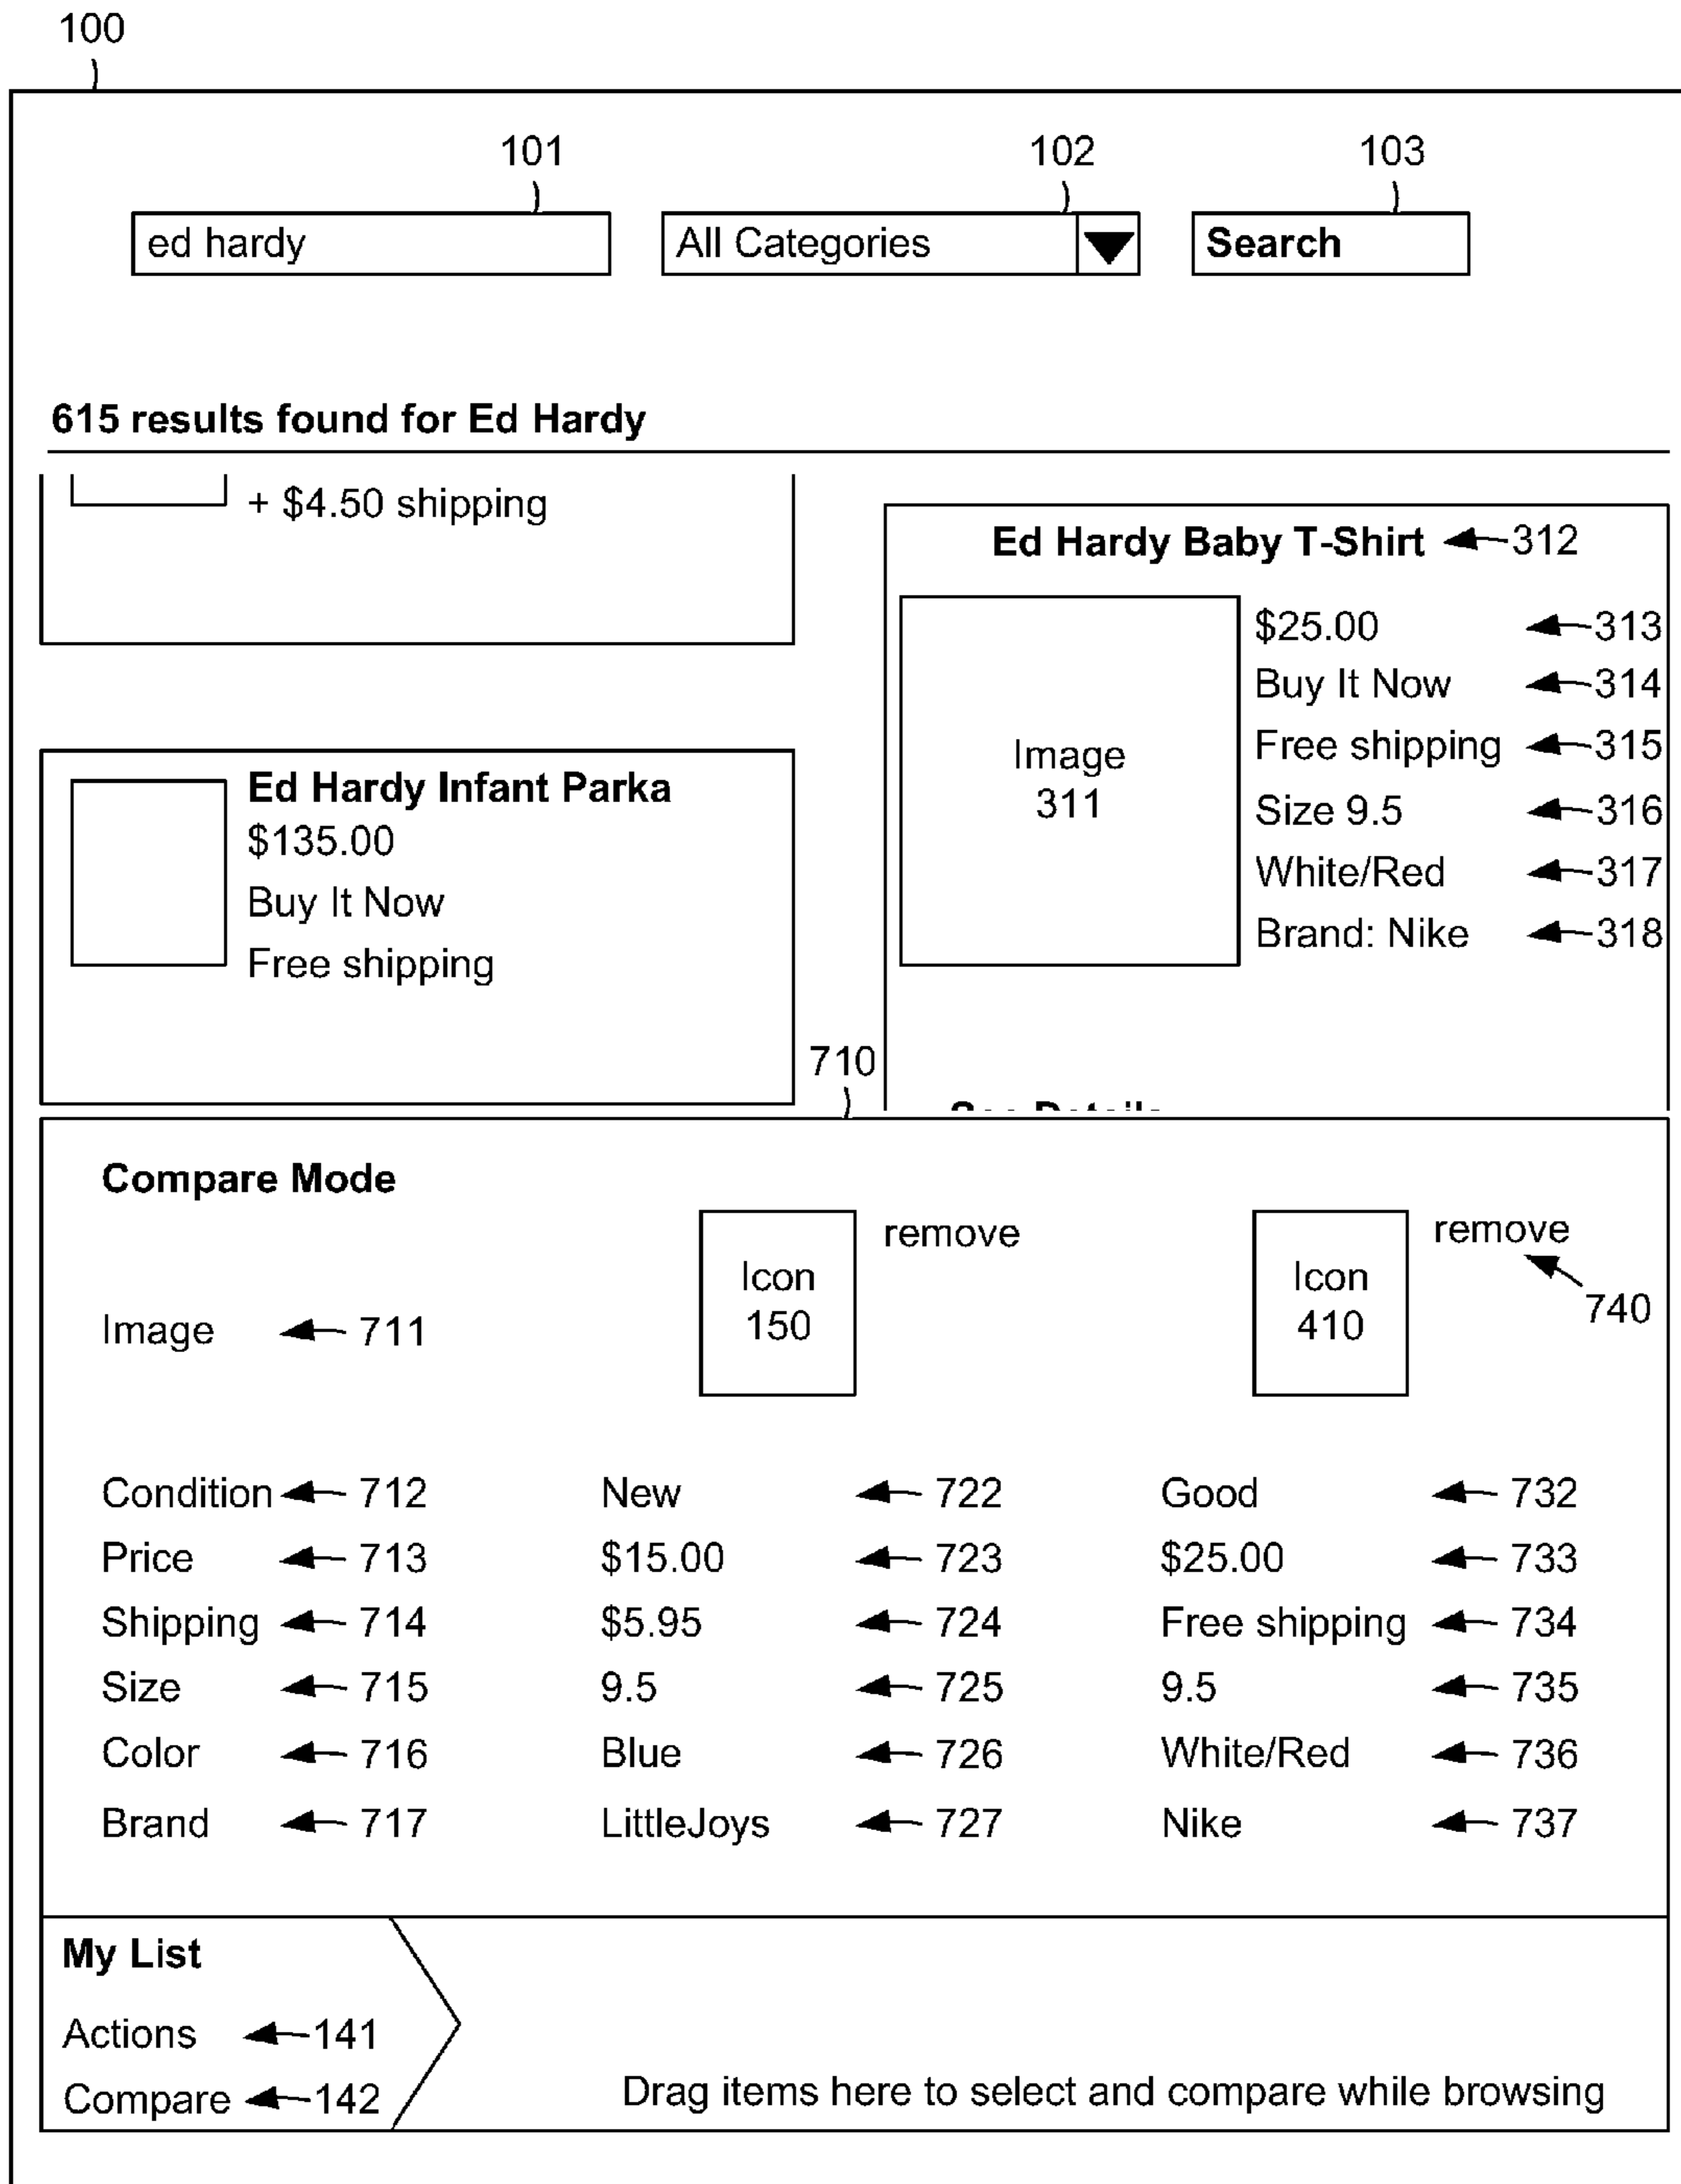 100
101 102 103
ed hardy All Categories Search
615 results found for Ed Hardy
+ $4.50 shipping
Ed Hardy Infant Parka
$135.00
Buy It Now
Free shipping
Ed Hardy Baby T-Shirt 312
Image
311
$25.00 313
Buy It Now 314
Free shipping 315
Size 9.5 316
White/Red 317
Brand: Nike 318
See Details
710
Compare Mode
Image 711
Icon
150
remove
Icon
410
remove
740
Condition 712 New 722 Good 732
Price 713 $15.00 723 $25.00 733
Shipping 714 $5.95 724 Free shipping 734
Size 715 9.5 725 9.5 735
Color 716 Blue 726 White/Red 736
Brand 717 LittleJoys 727 Nike 737
My List
Actions 141
Compare 142
Drag items here to select and compare while browsing